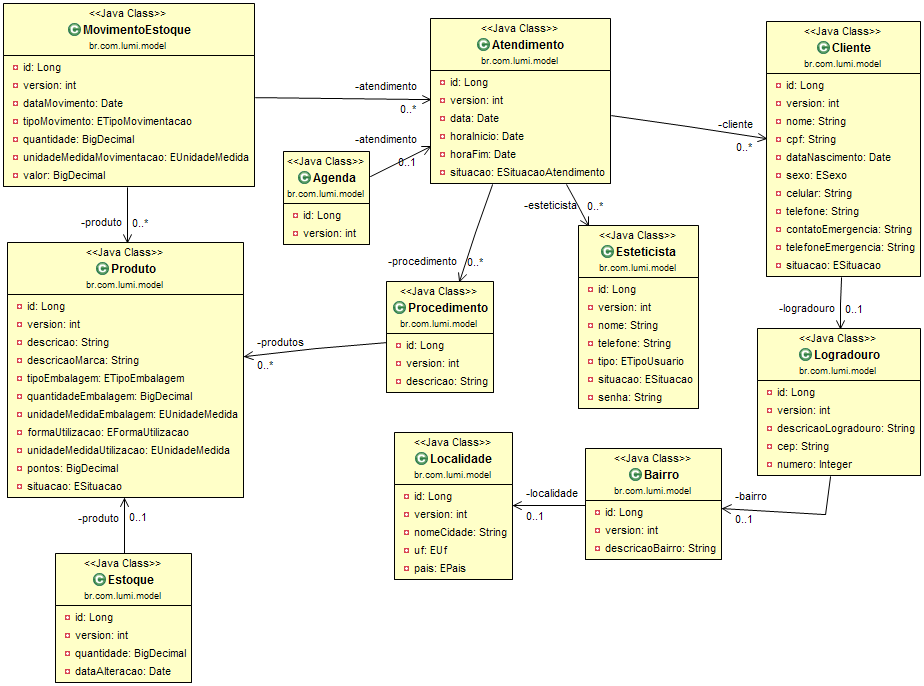 <<Java Class>>
MovimentoEstoque
br.com.lumi.model
id: Long
version: int
dataMovimento: Date
tipoMovimento: ETipoMovimentacao
quantidade: BigDecimal
unidadeMedidaMovimentacao: EUnidadeMedida
valor: BigDecimal
-atendimento
0..*
<<Java Class>>
Atendimento
br.com.lumi.model
id: Long
version: int
data: Date
horaInicio: Date
horaFim: Date
situacao: ESituacaoAtendimento
-cliente
0..*
<<Java Class>>
Cliente
br.com.lumi.model
id: Long
version: int
nome: String
cpf: String
dataNascimento: Date
sexo: ESexo
celular: String
telefone: String
contatoEmergencia: String
telefoneEmergencia: String
situacao: ESituacao
-atendimento
0..1
<<Java Class>>
Agenda
br.com.lumi.model
id: Long
version: int
-produto
0..*
-esteticista
0..*
-procedimento
0..*
<<Java Class>>
Produto
br.com.lumi.model
id: Long
version: int
descricao: String
descricaoMarca: String
tipoEmbalagem: ETipoEmbalagem
quantidadeEmbalagem: BigDecimal
unidadeMedidaEmbalagem: EUnidadeMedida
formaUtilizacao: EFormaUtilizacao
unidadeMedidaUtilizacao: EUnidadeMedida
pontos: BigDecimal
situacao: ESituacao
-produtos
0..*
<<Java Class>>
Procedimento
br.com.lumi.model
id: Long
version: int
descricao: String
<<Java Class>>
Esteticista
br.com.lumi.model
id: Long
version: int
nome: String
telefone: String
tipo: ETipoUsuario
situacao: ESituacao
senha: String
-logradouro
0..1
<<Java Class>>
Logradouro
br.com.lumi.model
id: Long
version: int
descricaoLogradouro: String
cep: String
numero: Integer
<<Java Class>>
Localidade
br.com.lumi.model
id: Long
version: int
nomeCidade: String
uf: EUf
pais: EPais
-localidade
0..1
<<Java Class>>
Bairro
br.com.lumi.model
id: Long
version: int
descricaoBairro: String
-bairro
0..1
-produto
0..1
<<Java Class>>
Estoque
br.com.lumi.model
id: Long
version: int
quantidade: BigDecimal
dataAlteracao: Date